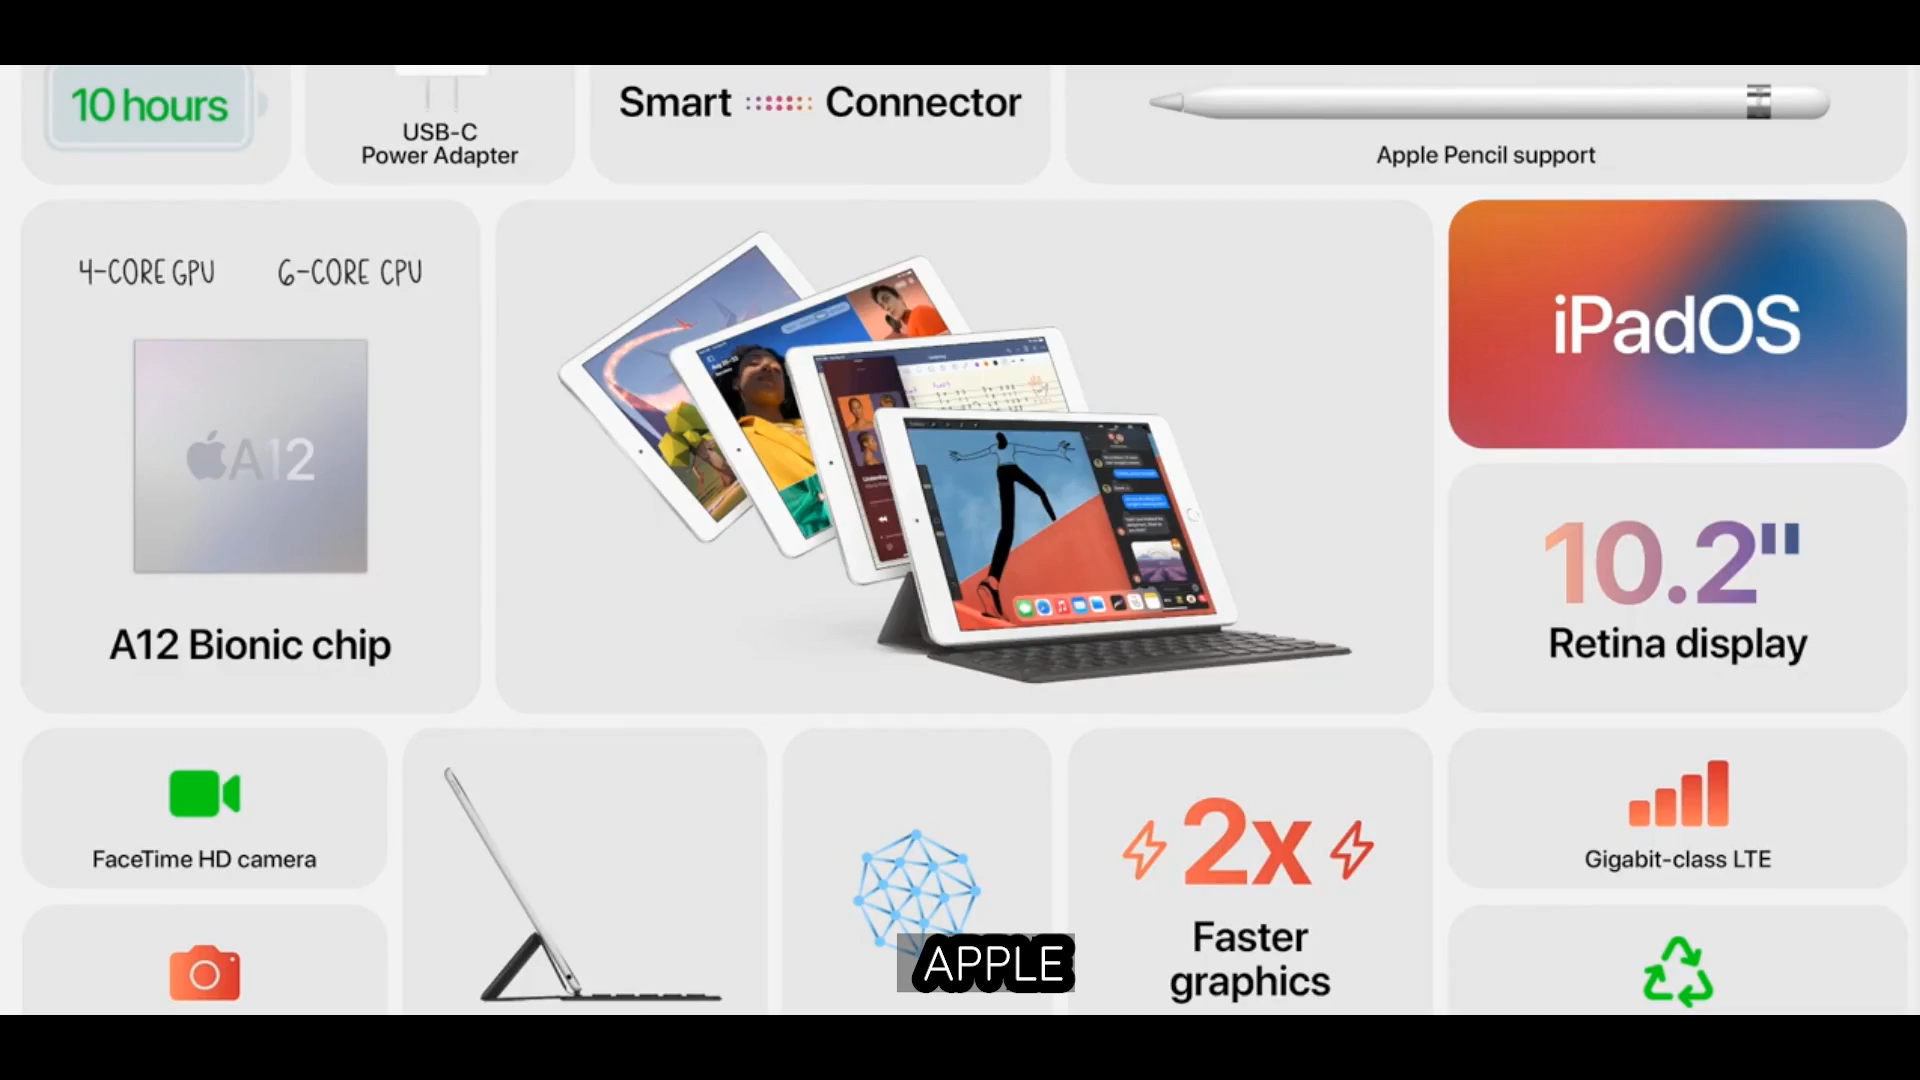 10 hours
USB-C
Power Adapter
Smart Connector
Apple Pencil support
4-CORE GPU
6-CORE CPU
A12
A12 Bionic chip
iPadOS
10.2"
Retina display
FaceTime HD camera
2x
Faster
graphics
Gigabit-class LTE
APPLE